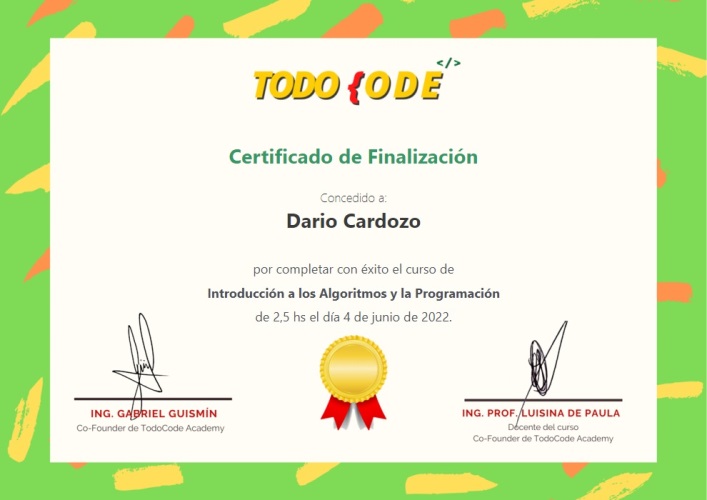 </>
TODO {ODE
Certificado de Finalización
Concedido a:
Dario Cardozo
por completar con éxito el curso de
Introducción a los Algoritmos y la Programación
de 2,5 hs el día 4 de junio de 2022.
ING. GABRIEL GUISMÍN
Co-Founder de TodoCode Academy
ING. PROF. LUISINA DE PAULA
Docente del curso
Co-Founder de TodoCode Academy